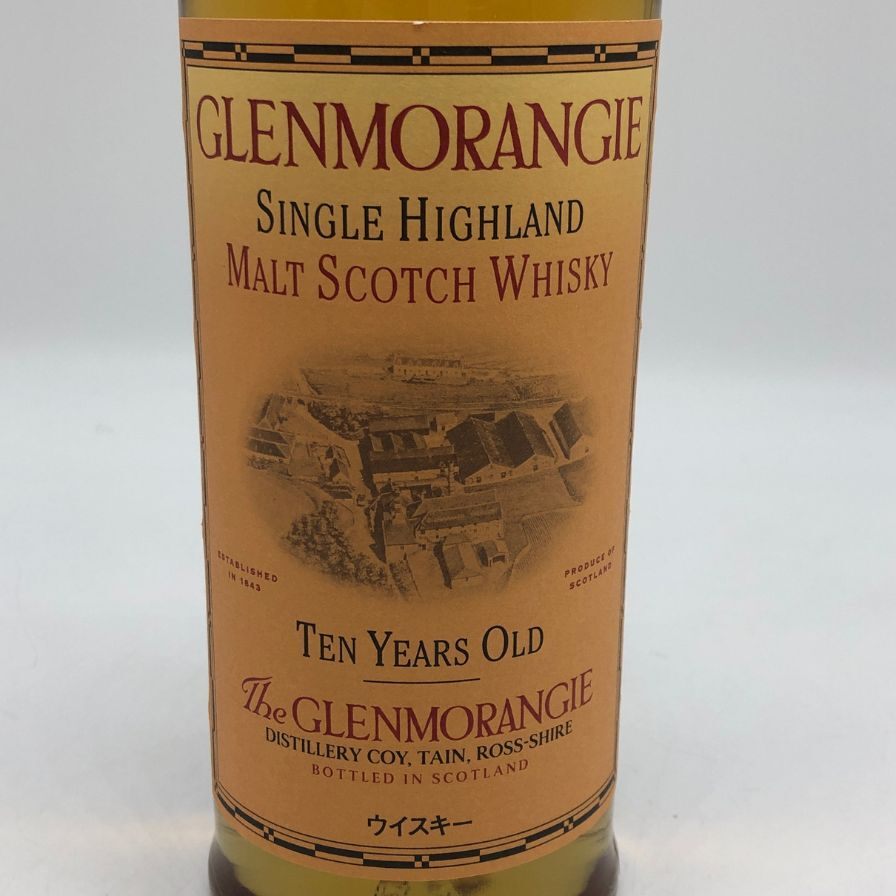 GLENMORANGIE
SINGLE HIGHLAND
MALT SCOTCH WHISKY
ESTABLISHED
IN 1843
PRODUCE OF
SCOTLAND
TEN YEARS OLD
The GLENMORANGIE
DISTILLERY COY, TAIN, ROSS-SHIRE
BOTTLED IN SCOTLAND
ウイスキー